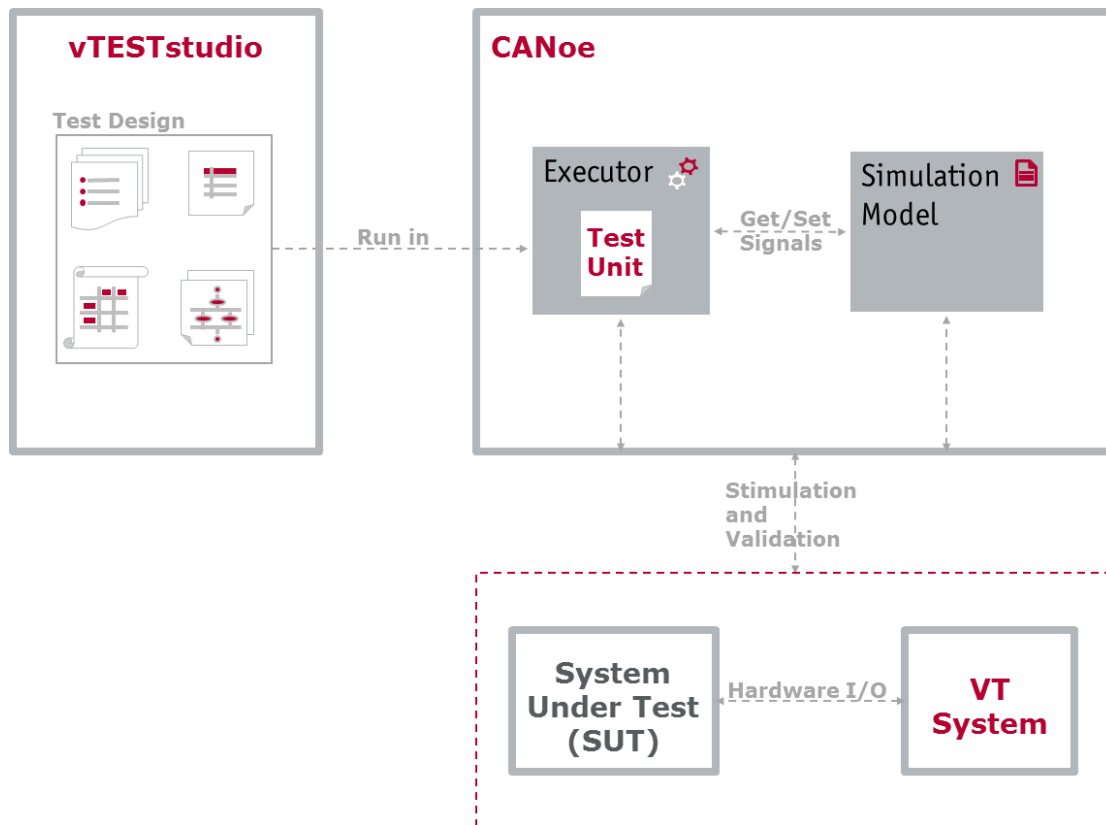 vTESTstudio
Test Design
Run in
CANoe
Executor
Test
Unit
Get/Set
Signals
Simulation
Model
Stimulation
and
Validation
System
Under Test
(SUT)
Hardware I/O
VT
System